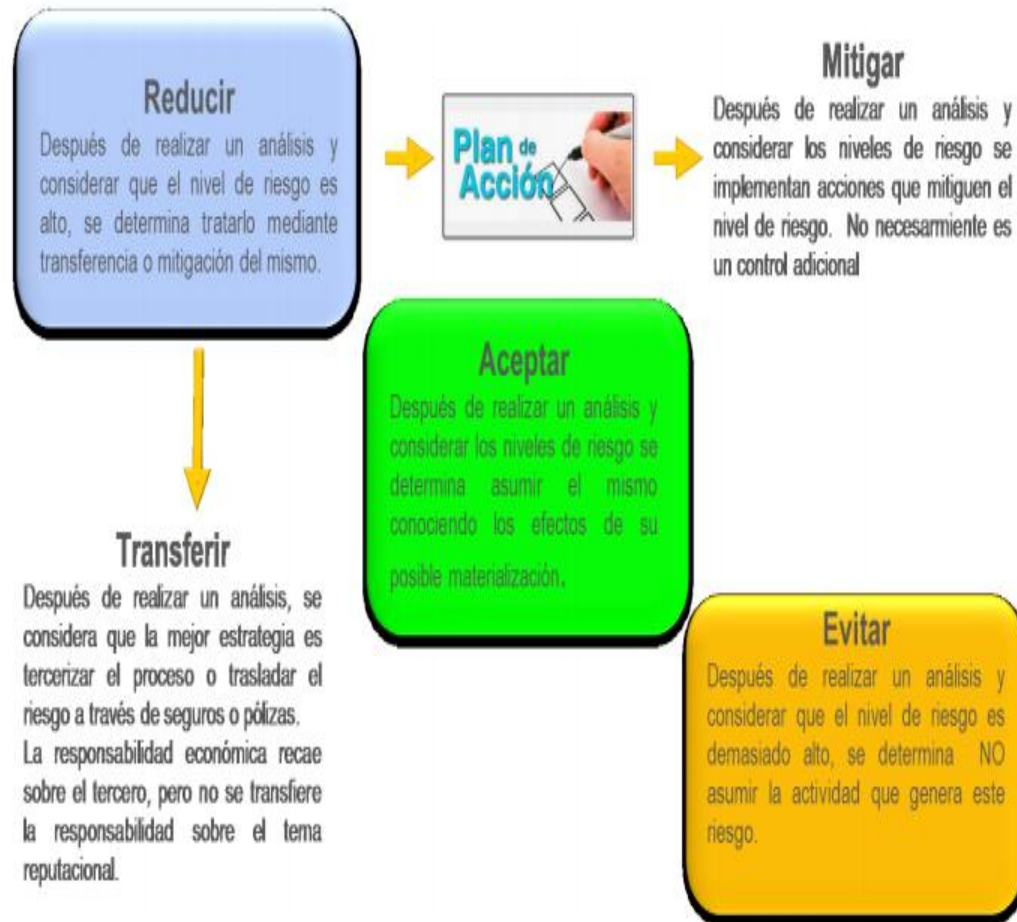 Reducir
Después de realizar un análisis y
considerar que el nivel de riesgo es
alto, se determina tratarlo mediante
transferencia o mitigación del mismo.
Plan de
Acción
Mitigar
Después de realizar un análisis y
considerar los niveles de riesgo se
implementan acciones que mitiguen el
nivel de riesgo. No necesarmiente es
un control adicional
Aceptar
Después de realizar un análisis y
considerar los niveles de riesgo se
determina asumir el mismo
conociendo los efectos de su
posible materialización.
Transferir
Después de realizar un análisis, se
considera que la mejor estrategia es
tercerizar el proceso o trasladar el
riesgo a través de seguros o pólizas.
La responsabilidad económica recae
sobre el tercero, pero no se transfiere
la responsabilidad sobre el tema
reputacional.
Evitar
Después de realizar un análisis y
considerar que el nivel de riesgo es
demasiado alto, se determina NO
asumir la actividad que genera este
riesgo.